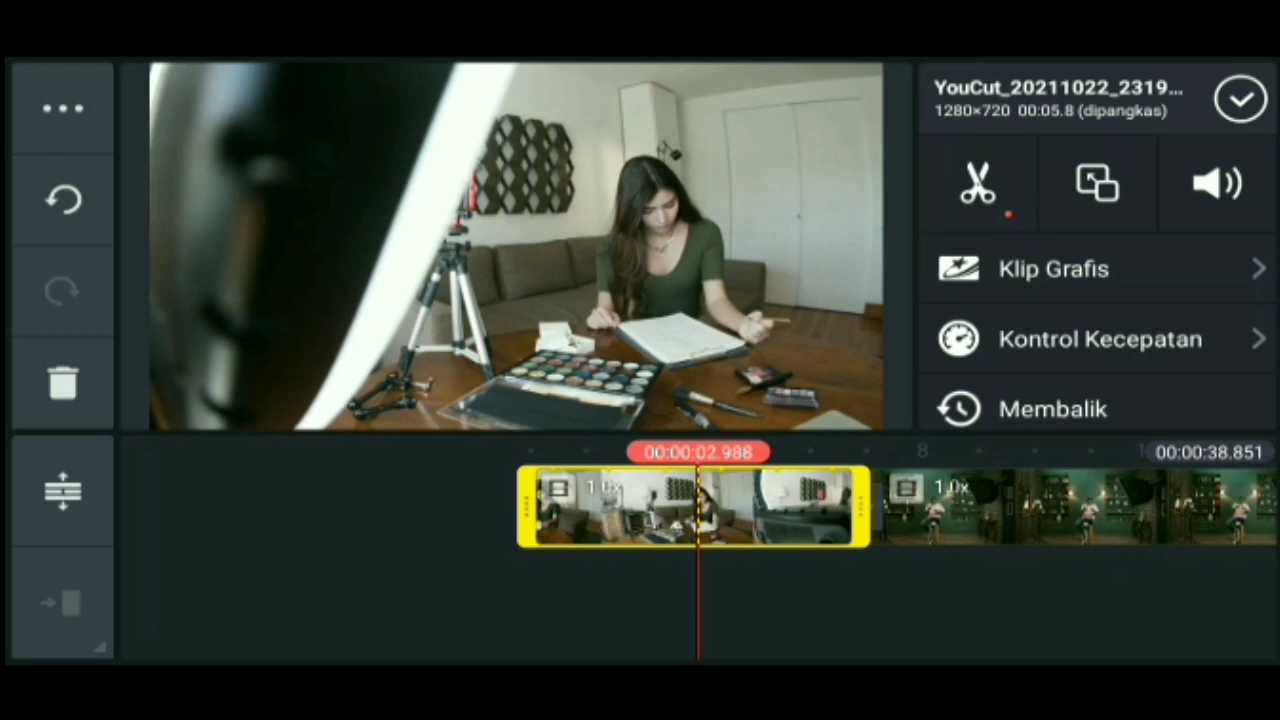 YouCut_20211022_2319...
1280×720 00:05.8 (dipangkas)
Klip Grafis
Kontrol Kecepatan
Membalik
00:00:02.988
8
00:00:38.851
1.0x
1.0x